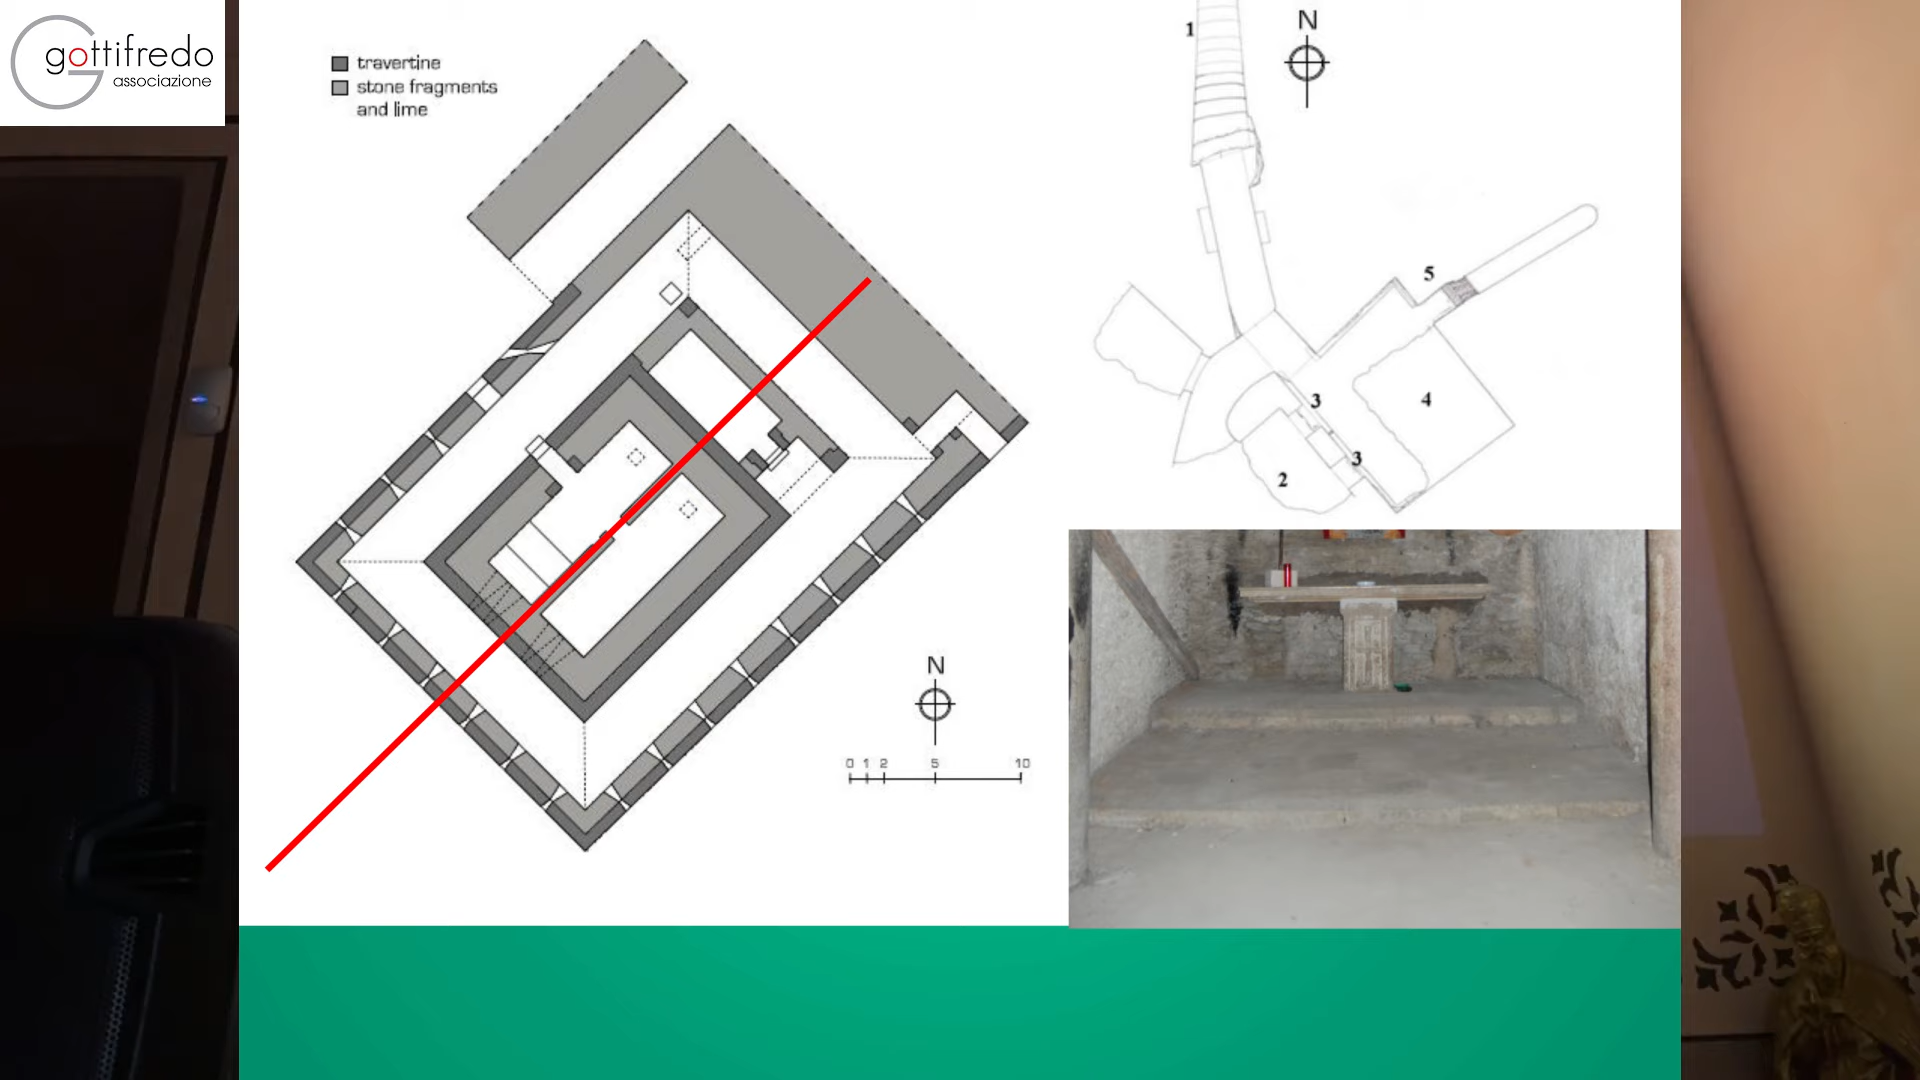 gottifredo
associazione
travertine
stone fragments
and lime
N
0 1 2 5 10
1
N
5
3
4
3
2